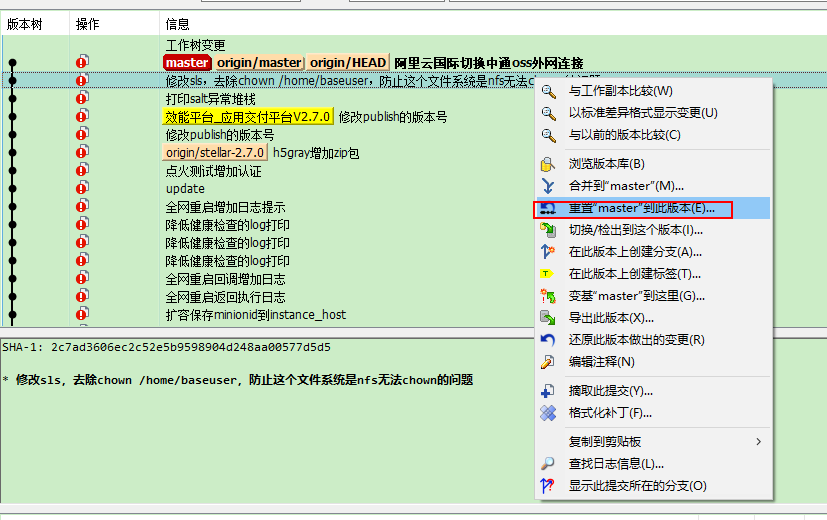 版本树 操作 信息
工作树变更
master origin/master origin/HEAD 阿里云国际切换中通oss外网连接
修改sls，去除chown /home/baseuser，防止这个文件系统是nfs无法
打印salt异常堆栈
效能平台_应用交付平台V2.7.0 修改publish的版本号
修改publish的版本号
origin/stellar-2.7.0 h5gray增加zip包
点火测试增加认证
update
全网重启增加日志提示
降低健康检查的log打印
降低健康检查的log打印
降低健康检查的log打印
全网重启回调增加日志
全网重启返回执行日志
扩容保存minionid到instance_host
SHA-1: 2c7ad3606ec2c52e5b9598904d248aa00577d5d5
* 修改sls，去除chown /home/baseuser，防止这个文件系统是nfs无法chown的问题
与工作副本比较(W)
以标准差异格式显示变更(U)
与以前的版本比较(C)
浏览版本库(B)
合并到“master”(M)...
重置“master”到此版本(E)...
切换/检出到这个版本(I)...
在此版本上创建分支(A)...
在此版本上创建标签(T)...
变基“master”到这里(G)...
导出此版本(X)...
还原此版本做出的变更(R)
编辑注释(N)
摘取此提交(Y)...
格式化补丁(F)...
复制到剪贴板
查找日志信息(L)...
显示此提交所在的分支(O)